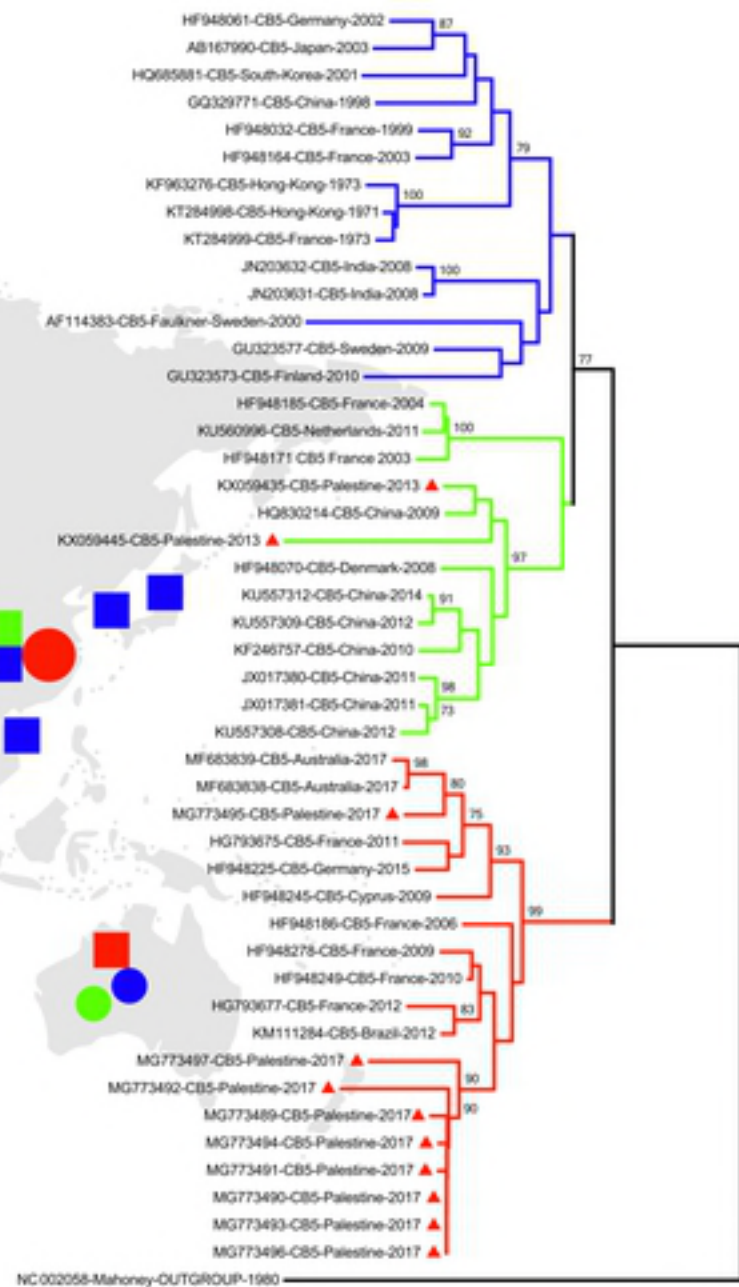 HF948061-CB5-Germany-2002
87
AB167990-CB5-Japan-2003
HQ685881-CB5-South-Korea-2001
GQ329771-CB5-China-1998
HF948032-CB5-France-1999
92
79
HF948164-CB5-France-2003
KF963276-CB5-Hong-Kong-1973
100
KT284998-CB5-Hong-Kong-1971
KT284999-CB5-France-1973
JN203632-CB5-India-2008
100
JN203631-CB5-India-2008
AF114383-CB5-Faulkner-Sweden-2000
GU323577-CB5-Sweden-2009
77
GU323573-CB5-Finland-2010
HF948185-CB5-France-2004
KU560996-CB5-Netherlands-2011
100
HF948171 CB5 France 2003
KX059435-CB5-Palestine-2013
HQ830214-CB5-China-2009
KX059445-CB5-Palestine-2013
97
HF948070-CB5-Denmark-2008
KU557312-CB5-China-2014
91
KU557309-CB5-China-2012
KF246757-CB5-China-2010
JX017380-CB5-China-2011
98
JX017381-CB5-China-2011
73
KU557308-CB5-China-2012
MF683839-CB5-Australia-2017
98
MF683838-CB5-Australia-2017
80
MG773495-CB5-Palestine-2017
75
HG793675-CB5-France-2011
93
HF948225-CB5-Germany-2015
HF948245-CB5-Cyprus-2009
99
HF948186-CB5-France-2006
HF948278-CB5-France-2009
HF948249-CB5-France-2010
HG793677-CB5-France-2012
83
KM111284-CB5-Brazil-2012
MG773497-CB5-Palestine-2017
90
MG773492-CB5-Palestine-2017
90
MG773489-CB5-Palestine-2017
MG773494-CB5-Palestine-2017
MG773491-CB5-Palestine-2017
MG773490-CB5-Palestine-2017
MG773493-CB5-Palestine-2017
MG773496-CB5-Palestine-2017
NC 002058-Mahoney-OUTGROUP-1980